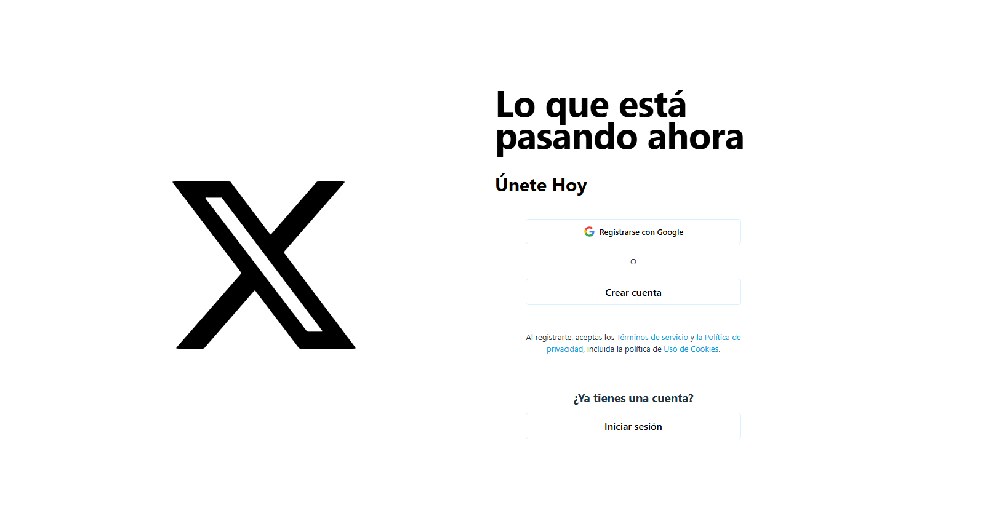 Lo que está
pasando ahora
Únete Hoy
Registrarse con Google
O
Crear cuenta
Al registrarte, aceptas los Términos de servicio y la Política de
privacidad, incluida la política de Uso de Cookies.
¿Ya tienes una cuenta?
Iniciar sesión